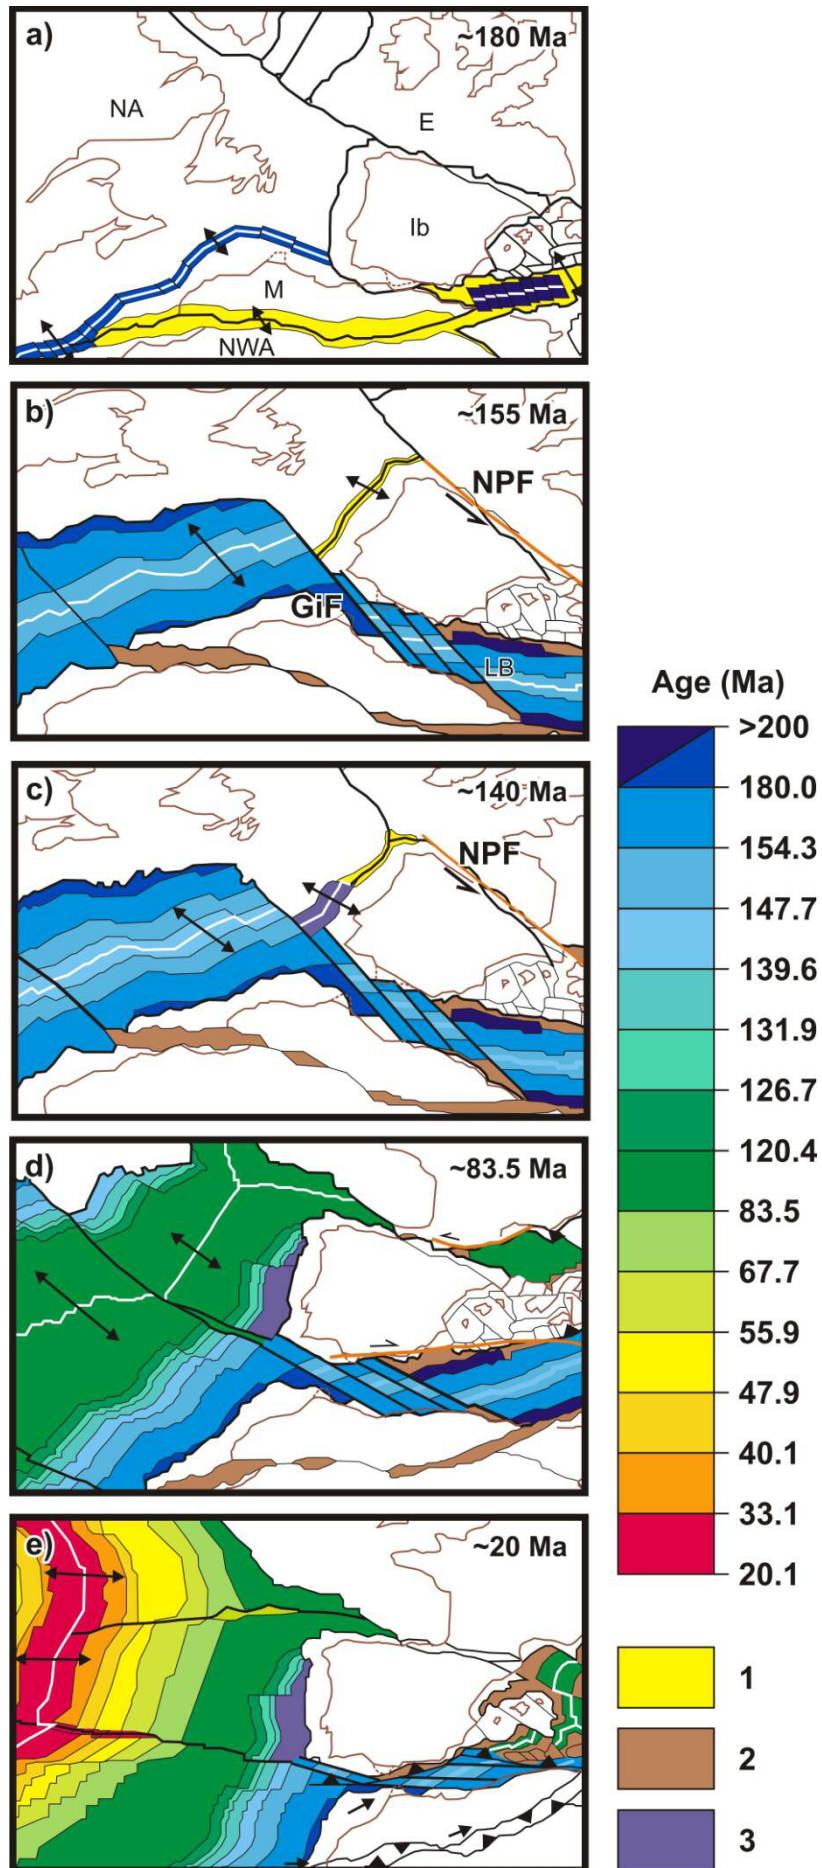 a)
~180 Ma
NA
E
Ib
M
NWA
b)
~155 Ma
NPF
GiF
LB
c)
~140 Ma
NPF
d)
~83.5 Ma
e)
~20 Ma
Age (Ma)
>200
180.0
154.3
147.7
139.6
131.9
126.7
120.4
83.5
67.7
55.9
47.9
40.1
33.1
20.1
1
2
3